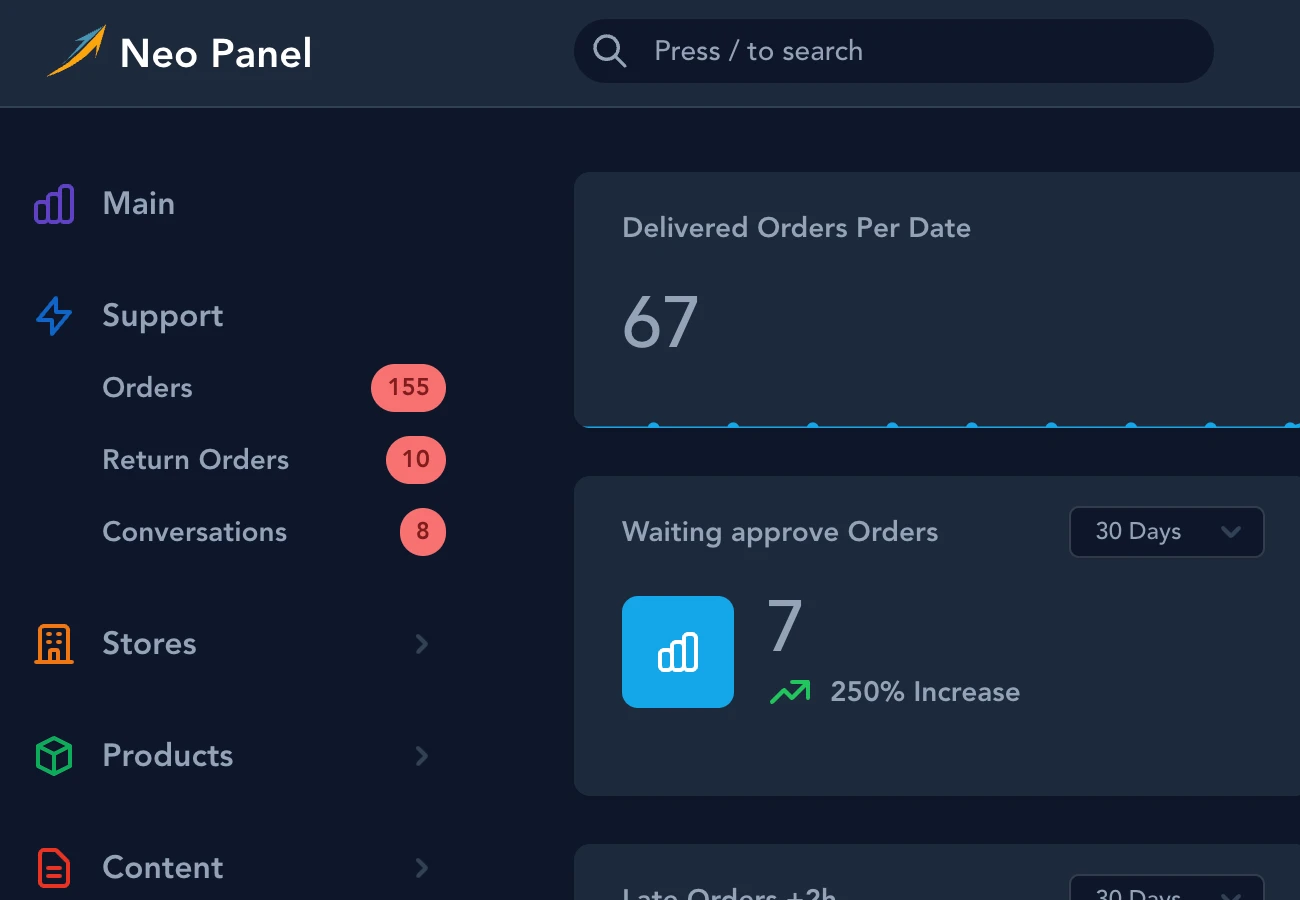 Neo Panel
Press / to search
Main
Support
Orders 155
Return Orders 10
Conversations 8
Stores
Products
Content
Delivered Orders Per Date
67
Waiting approve Orders
30 Days
7
250% Increase
Late Orders +2h
30 Days